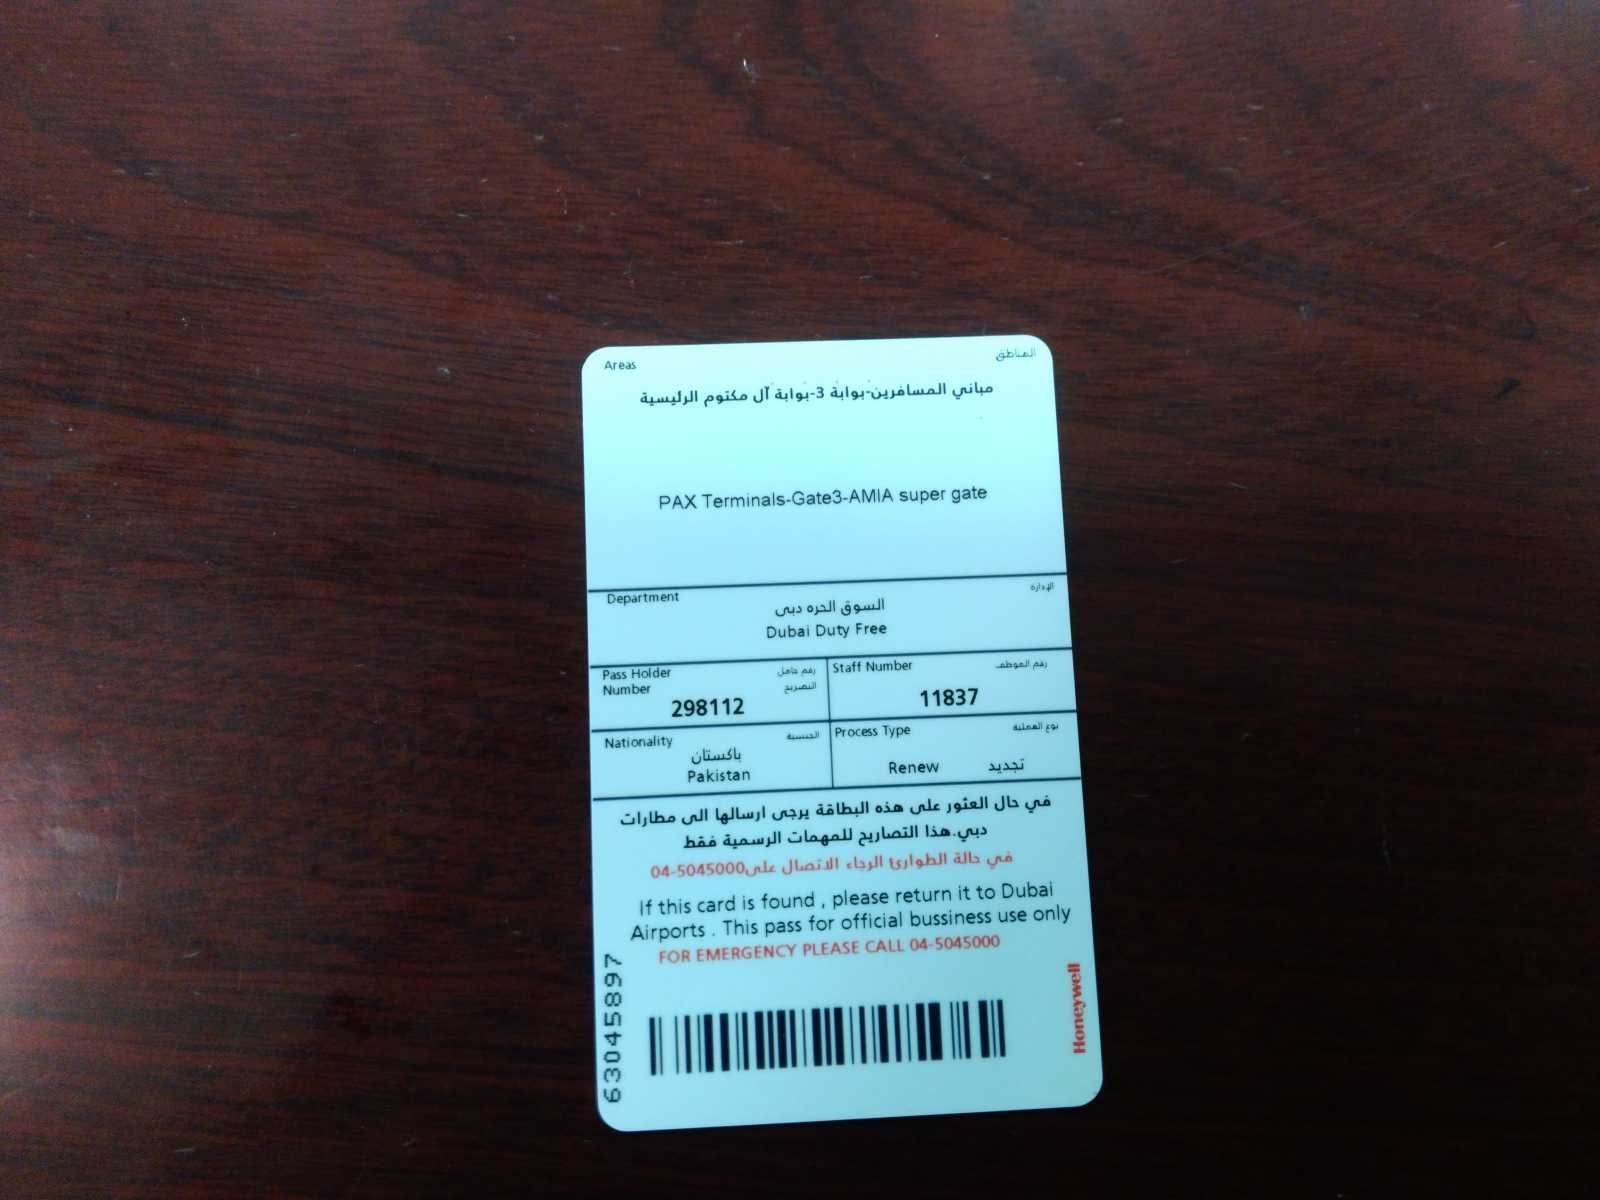 Areas المناطق
مباني المسافرين-بوابة 3-بوابة آل مكتوم الرئيسية
PAX Terminals-Gate3-AMIA super gate
Department الإدارة
السوق الحره دبى
Dubai Duty Free
Pass Holder Number رقم حامل التصريح
298112
Staff Number رقم الموظف
11837
Nationality الجنسية
باكستان
Pakistan
Process Type نوع العملية
Renew تجديد
في حال العثور على هذه البطاقة يرجى ارسالها الى مطارات
دبي.هذا التصاريح للمهمات الرسمية فقط
في حالة الطوارئ الرجاء الاتصال على04-5045000
If this card is found , please return it to Dubai
Airports . This pass for official bussiness use only
FOR EMERGENCY PLEASE CALL 04-5045000
63045897
Honeywell